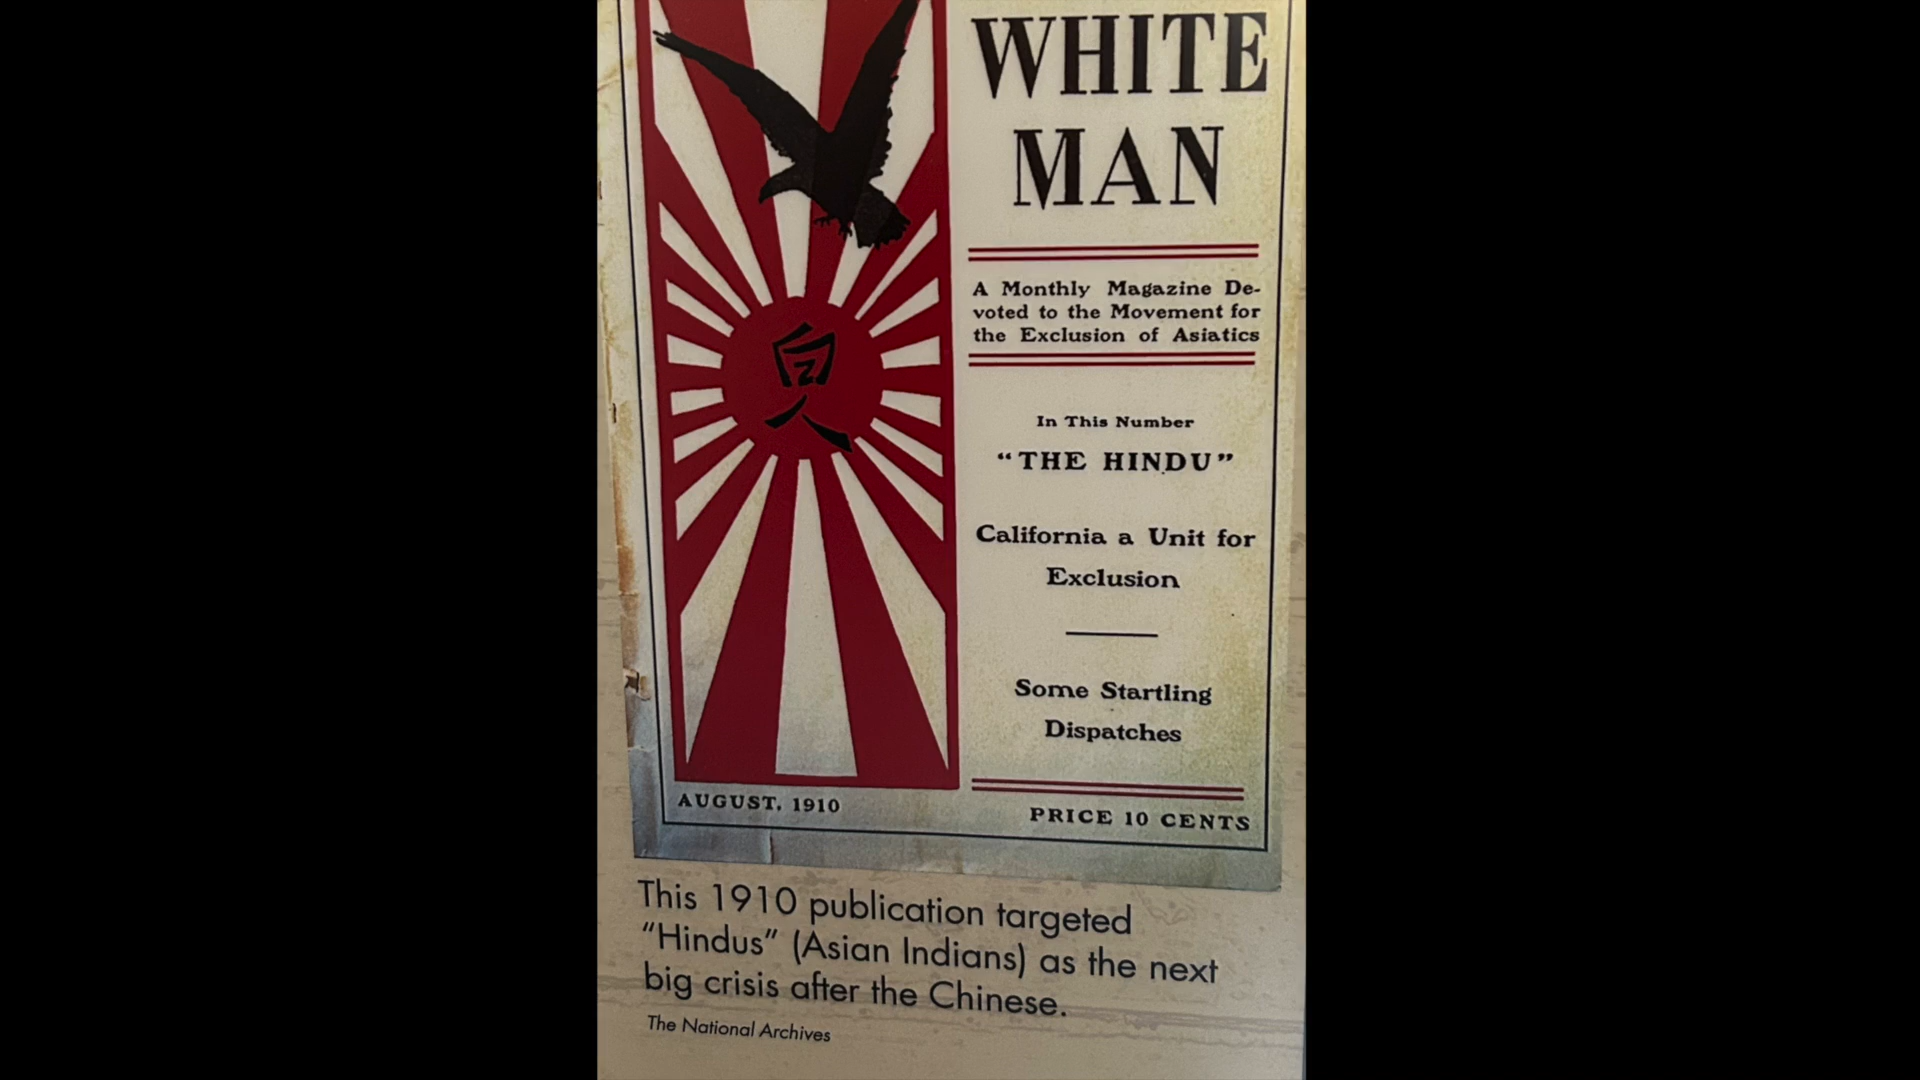 WHITE
MAN
A Monthly Magazine De-
voted to the Movement for
the Exclusion of Asiatics
In This Number
“THE HINDU”
California a Unit for
Exclusion
Some Startling
Dispatches
AUGUST, 1910
PRICE 10 CENTS
This 1910 publication targeted
“Hindus” (Asian Indians) as the next
big crisis after the Chinese.
The National Archives